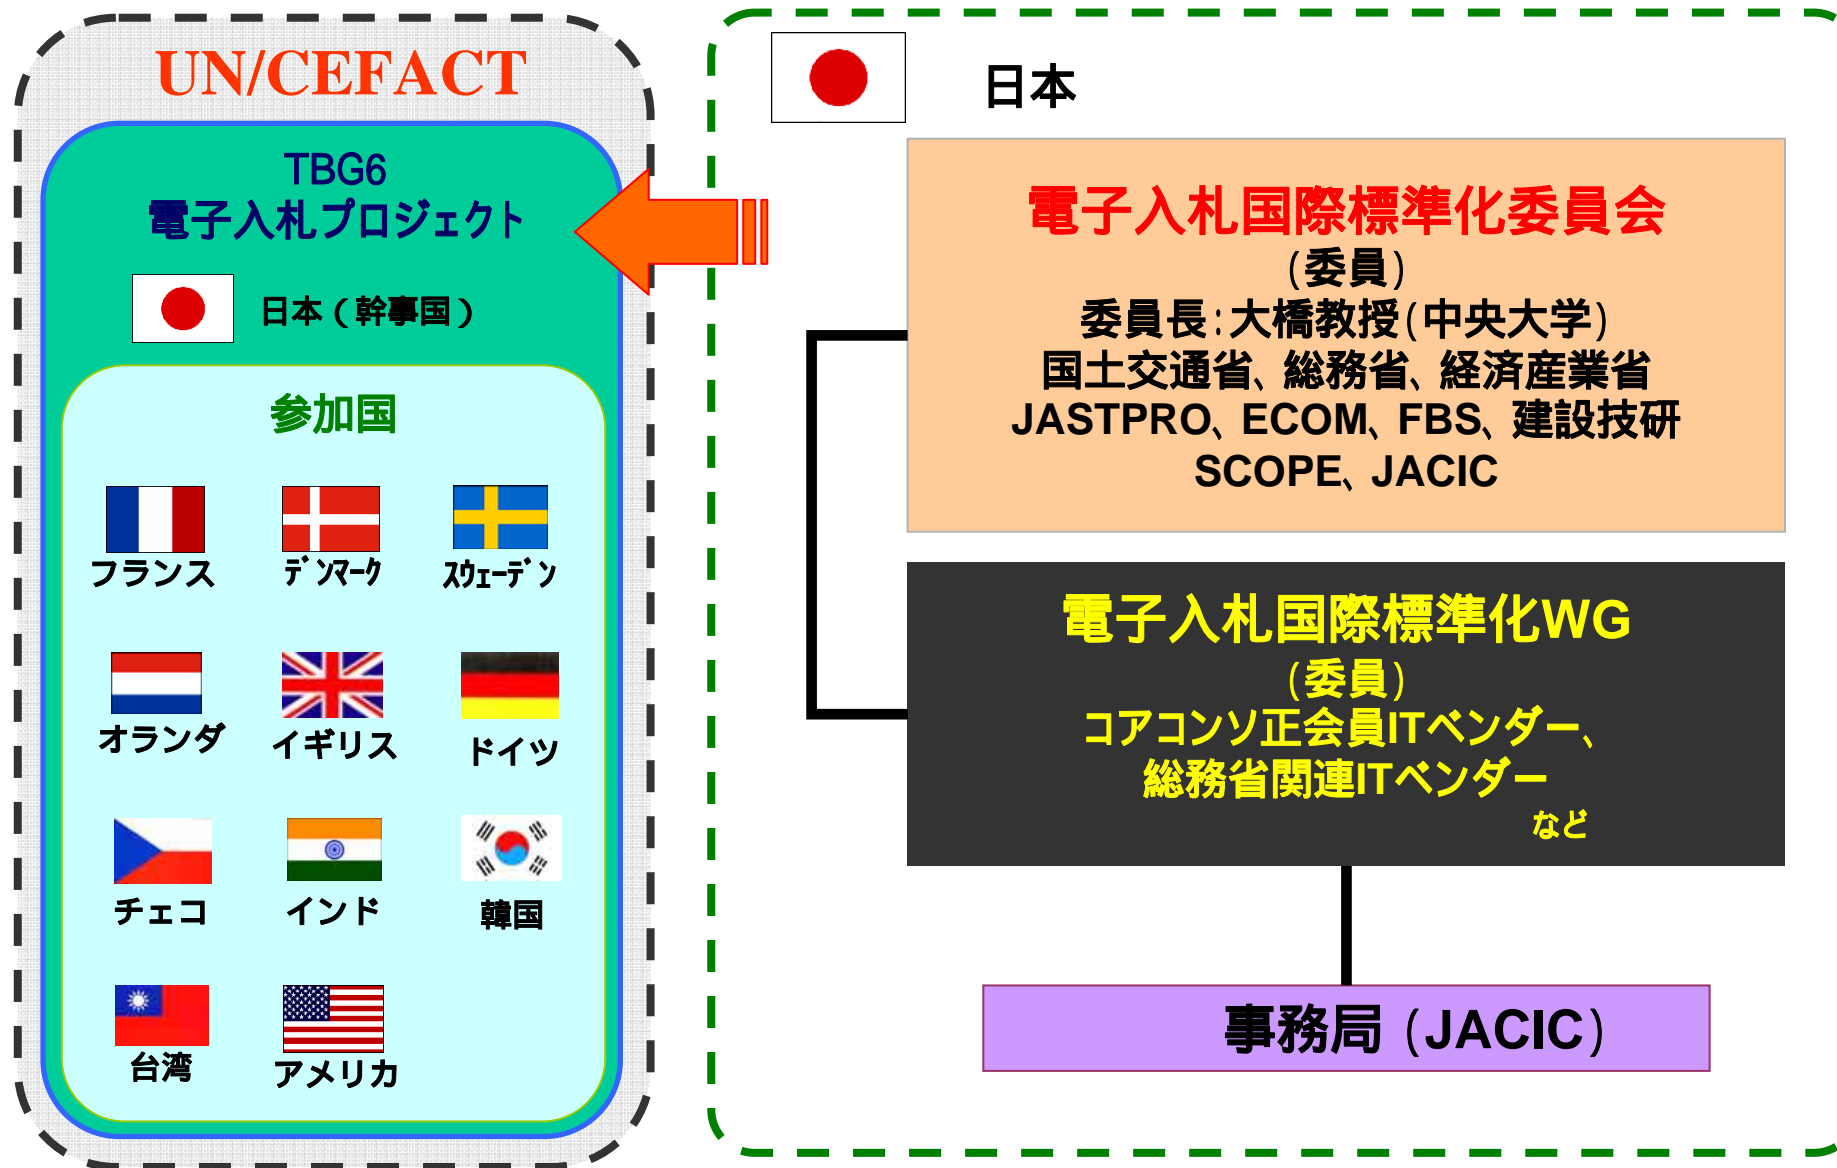 UN/CEFACT
TBG6
電子入札プロジェクト
日本（幹事国）
参加国
フランス
ﾃﾞﾝﾏｰｸ
ｽｳｪｰﾃﾞﾝ
オランダ
イギリス
ドイツ
チェコ
インド
韓国
台湾
アメリカ
日本
電子入札国際標準化委員会
(委員)
委員長:大橋教授(中央大学)
国土交通省、総務省、経済産業省
JASTPRO、ECOM、FBS、建設技研
SCOPE、JACIC
電子入札国際標準化WG
(委員)
コアコンソ正会員ITベンダー、
総務省関連ITベンダー
など
事務局(JACIC)